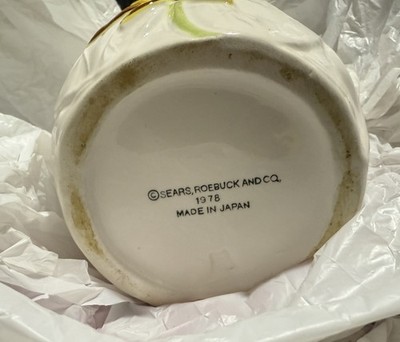 ©SEARS, ROEBUCK AND CO.
1978
MADE IN JAPAN